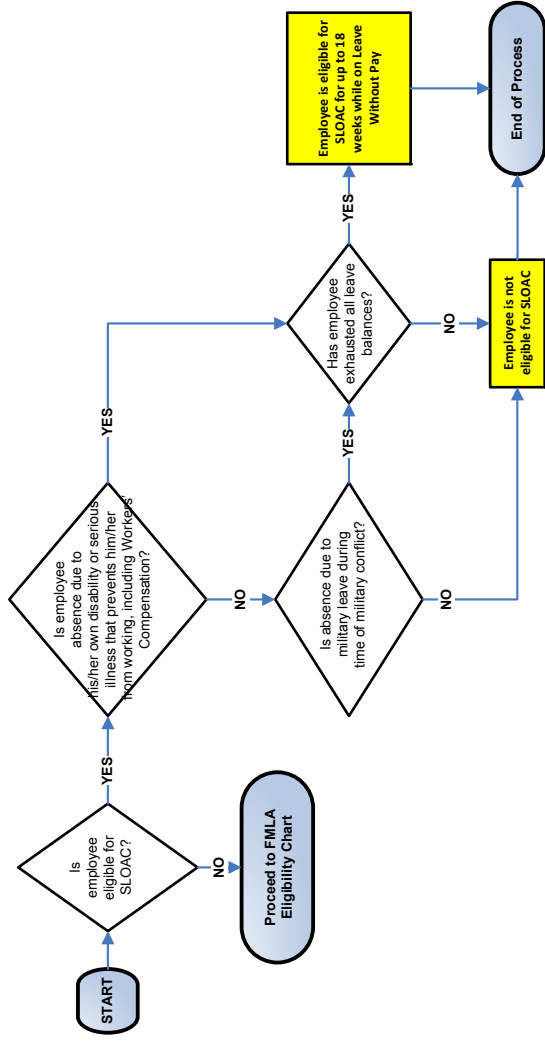 START
Is
employee
eligible for
SLOAC?
YES
NO
Proceed to FMLA
Eligibility Chart
Is employee
absence due to
his/her own disability or serious
illness that prevents him/her
from working, including Workers'
Compensation?
YES
NO
Is absence due to
military leave during
time of military conflict?
YES
NO
Has employee
exhausted all leave
balances?
YES
NO
Employee is eligible for
SLOAC for up to 18
weeks while on Leave
Without Pay
Employee is not
eligible for SLOAC
End of Process